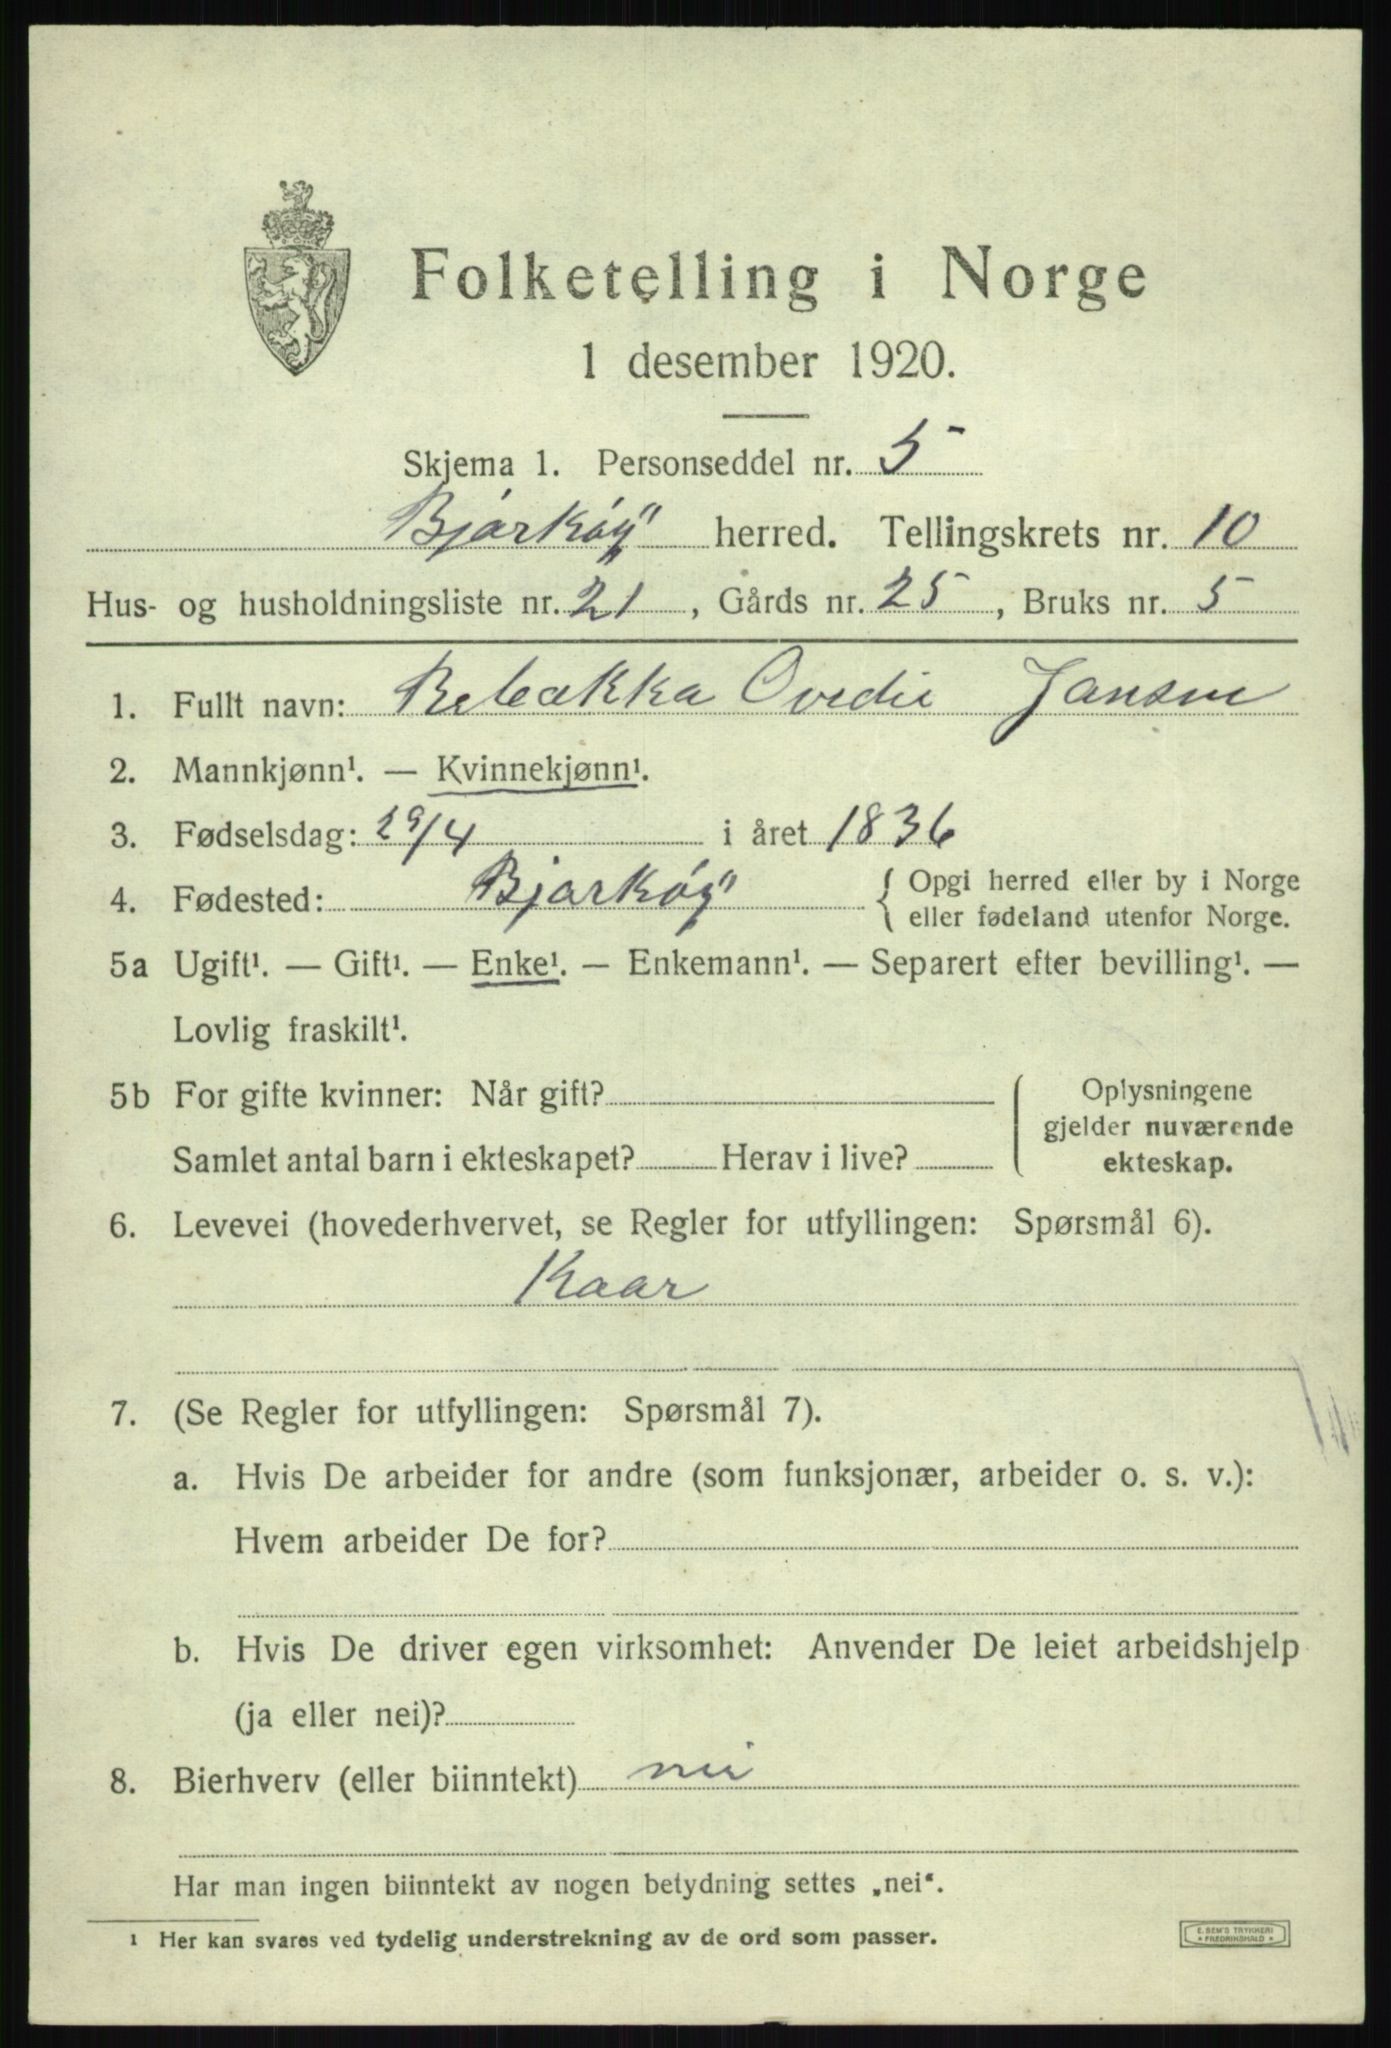 Folketelling i Norge
1 desember 1920.
Skjema 1. Personseddel nr. 5
Bjarkøy herred. Tellingskrets nr. 10
Hus- og husholdningsliste nr. 21, Gårds nr. 25, Bruks nr. 5
1. Fullt navn: Rebækka Ovedie Jansen
2. Mannkjønn¹. — Kvinnekjønn¹.
3. Fødselsdag: 29/4 i året 1836
4. Fødested: Bjarkøy { Opgi herred eller by i Norge
eller fødeland utenfor Norge.
5a Ugift¹. — Gift¹. — Enke¹. — Enkemann¹. — Separert efter bevilling¹. —
Lovlig fraskilt¹.
5b For gifte kvinner: Når gift?
Samlet antal barn i ekteskapet? Herav i live?
Oplysningene
gjelder nuværende
ekteskap.
6. Levevei (hovederhvervet, se Regler for utfyllingen: Spørsmål 6).
Kaar
7. (Se Regler for utfyllingen: Spørsmål 7).
a. Hvis De arbeider for andre (som funksjonær, arbeider o. s. v.):
Hvem arbeider De for?
b. Hvis De driver egen virksomhet: Anvender De leiet arbeidshjelp
(ja eller nei)?
8. Bierhverv (eller biinntekt) nei
Har man ingen biinntekt av nogen betydning settes „nei“.
¹ Her kan svares ved tydelig understrekning av de ord som passer.
E. SEM'S TRYKKERI
* FREDRIKSHALD *